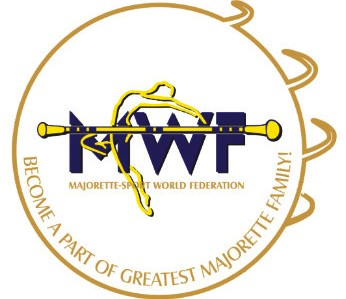 MWF
MAJORETTE-SPORT WORLD FEDERATION
BECOME A PART OF GREATEST MAJORETTE FAMILY!